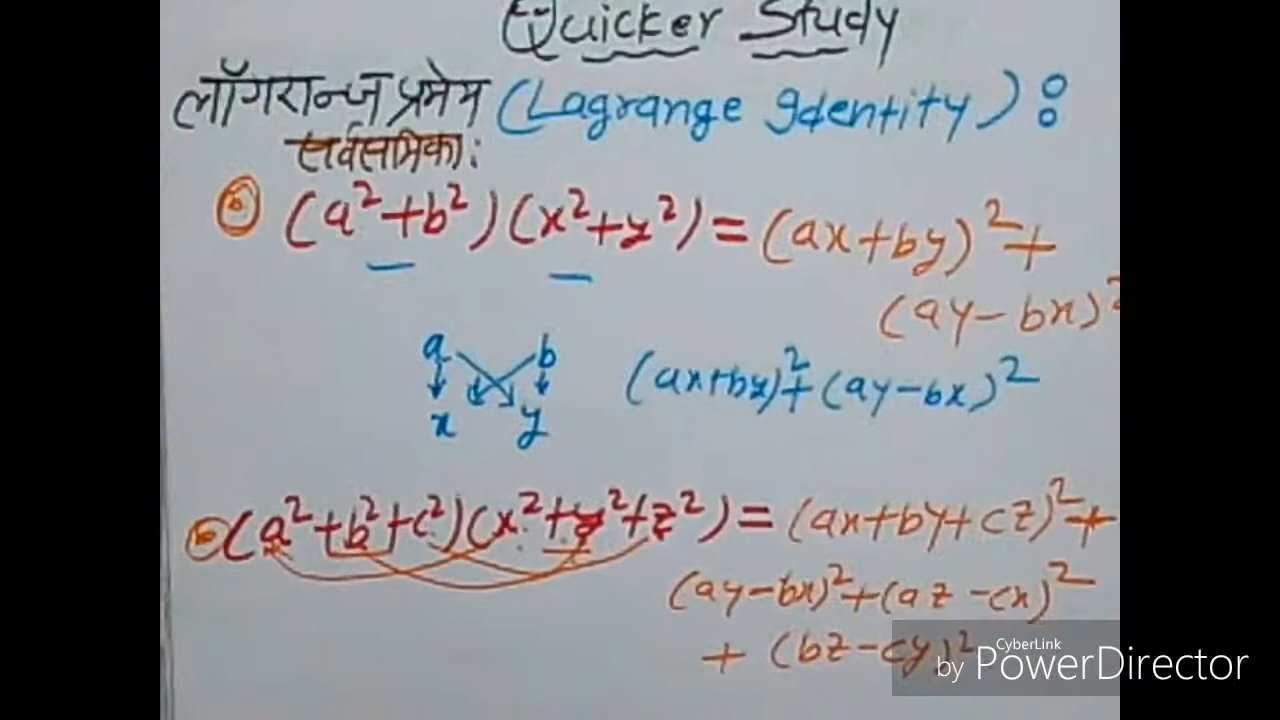 Quicker Study
लॉगरान्ज प्रमेय (Lagrange Identity) :
सर्वसमिका:
(a²+b²)(x²+y²) = (ax+by)²+
(ay-bx)²
a b
x y
(ax+by)²+(ay-bx)²
(a²+b²+c²)(x²+y²+z²) = (ax+by+cz)²+
(ay-bx)²+(az-cx)²
+ (bz-cy)²
CyberLink
by PowerDirector